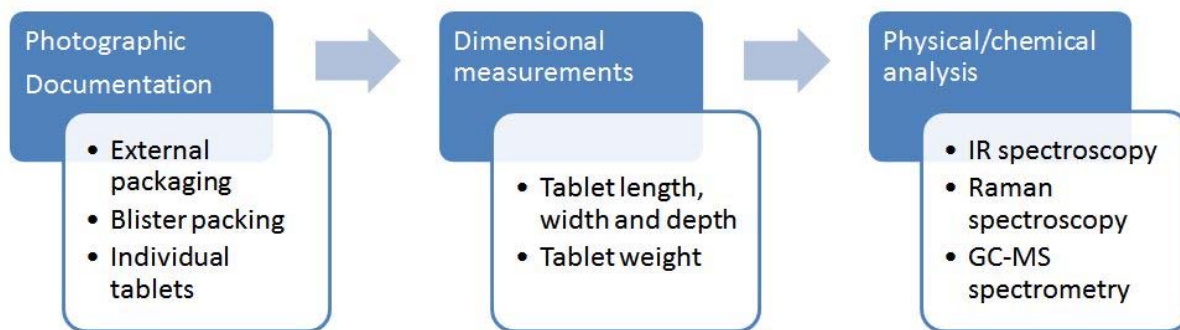 Photographic
Documentation
• External
packaging
• Blister packing
• Individual
tablets
Dimensional
measurements
• Tablet length,
width and depth
• Tablet weight
Physical/chemical
analysis
• IR spectroscopy
• Raman
spectroscopy
• GC-MS
spectrometry